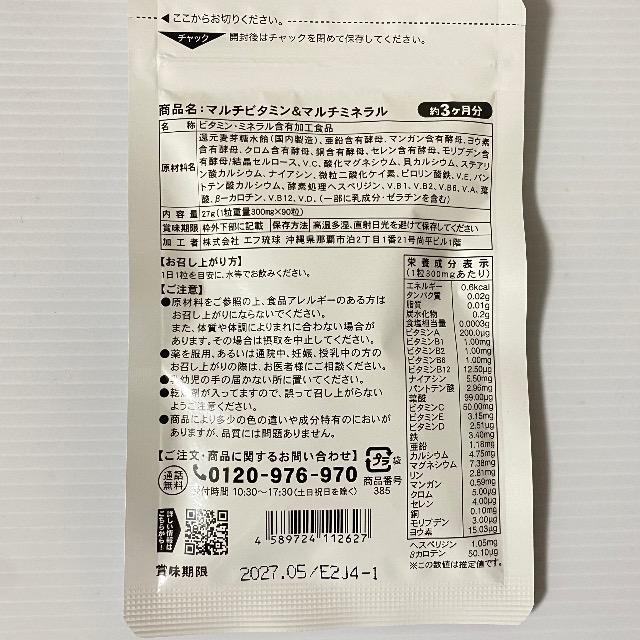 ◀ここからお切りください。
チャック 開封後はチャックを閉めて保存してください。
商品名:マルチビタミン&マルチミネラル 約3ヶ月分
名 称 ビタミン・ミネラル含有加工食品
原材料名
還元麦芽糖水飴(国内製造)、亜鉛含有酵母、マンガン含有酵母、ヨウ素
含有酵母、クロム含有酵母、銅含有酵母、セレン含有酵母、モリブデン含
有酵母/結晶セルロース、V.C、酸化マグネシウム、貝カルシウム、ステアリ
ン酸カルシウム、ナイアシン、微粒二酸化ケイ素、ピロリン酸鉄、V.E、パン
トテン酸カルシウム、酵素処理ヘスペリジン、V.B1、V.B2、V.B6、V.A、葉
酸、β-カロテン、V.B12、V.D、(一部に乳成分・ゼラチンを含む)
内 容 量 27g(1粒重量300mg×90粒)
賞味期限 枠外下部に記載 保存方法 高温多湿、直射日光を避けて保存してください
加 工 者 株式会社 エフ琉球 沖縄県那覇市泊2丁目1番21号尚平ビル1階
【お召し上がり方】
1日1粒を目安に、水等でお飲みください。
【ご注意】
●原材料をご参照の上、食品アレルギーのある方は
お召し上がりにならないでください。
また、体質や体調によりまれに合わない場合が
あります。その場合は摂取を中止してください。
●薬を服用、あるいは通院中、妊娠、授乳中の方の
お召し上がりの際は、お医者様にご相談ください。
●乳幼児の手の届かない所に置いてください。
●乾燥剤が入ってますので、誤って召し上がらない
ようご注意ください。
●商品により多少の色の違いや成分特有のにおいが
ありますが、品質には問題ありません。
【ご注文・商品に関するお問い合わせ】
通話無料 0120-976-970
受付時間 10:30〜17:30(土日祝日を除く)
プラ 袋
商品番号
385
栄養成分表示
(1粒300mgあたり)
エネルギー 0.6kcal
タンパク質 0.02g
脂質 0.01g
炭水化物 0.2g
食塩相当量 0.0003g
ビタミンA 200.0μg
ビタミンB1 1.00mg
ビタミンB2 1.00mg
ビタミンB6 1.00mg
ビタミンB12 12.50μg
ナイアシン 5.50mg
パントテン酸 2.96mg
葉酸 99.00μg
ビタミンC 50.00mg
ビタミンE 3.15mg
ビタミンD 2.51μg
鉄 3.40mg
亜鉛 1.18mg
カルシウム 4.75mg
マグネシウム 7.38mg
リン 2.81mg
マンガン 0.59mg
クロム 5.00μg
セレン 4.00μg
銅 0.10mg
モリブデン 3.00μg
ヨウ素 15.03μg
ヘスペリジン 1.05mg
βカロテン 50.10μg
※この数値は推定値です。
詳しい情報は
こちらから!
4 589724 112627
賞味期限 2027.05/E2J4-1